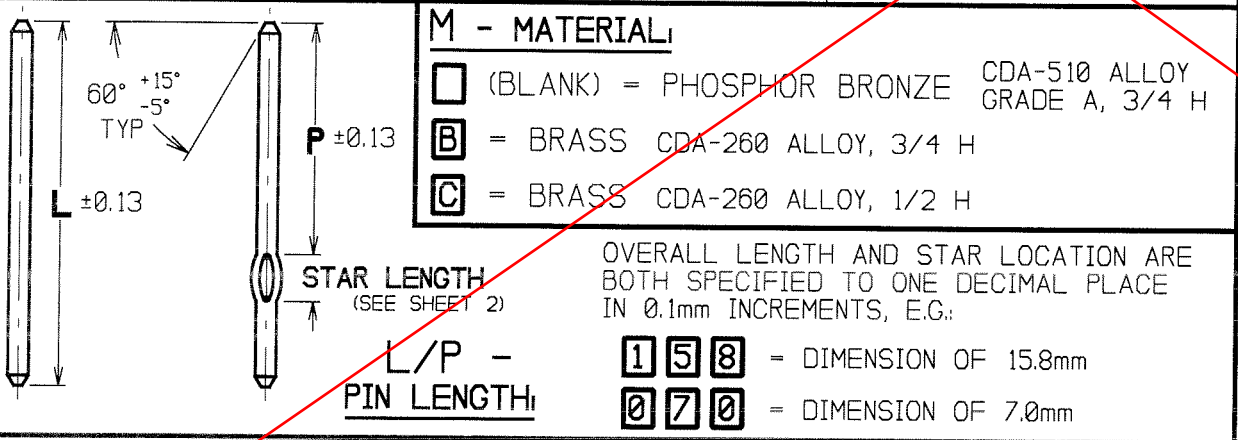 M - MATERIAL:
(BLANK) = PHOSPHOR BRONZE CDA-510 ALLOY
GRADE A, 3/4 H
B = BRASS CDA-260 ALLOY, 3/4 H
C = BRASS CDA-260 ALLOY, 1/2 H
60° +15°
-5°
TYP
P ±0.13
L ±0.13
STAR LENGTH
(SEE SHEET 2)
L/P -
PIN LENGTH:
OVERALL LENGTH AND STAR LOCATION ARE
BOTH SPECIFIED TO ONE DECIMAL PLACE
IN 0.1mm INCREMENTS, E.G.:
1 5 8 = DIMENSION OF 15.8mm
0 7 0 = DIMENSION OF 7.0mm